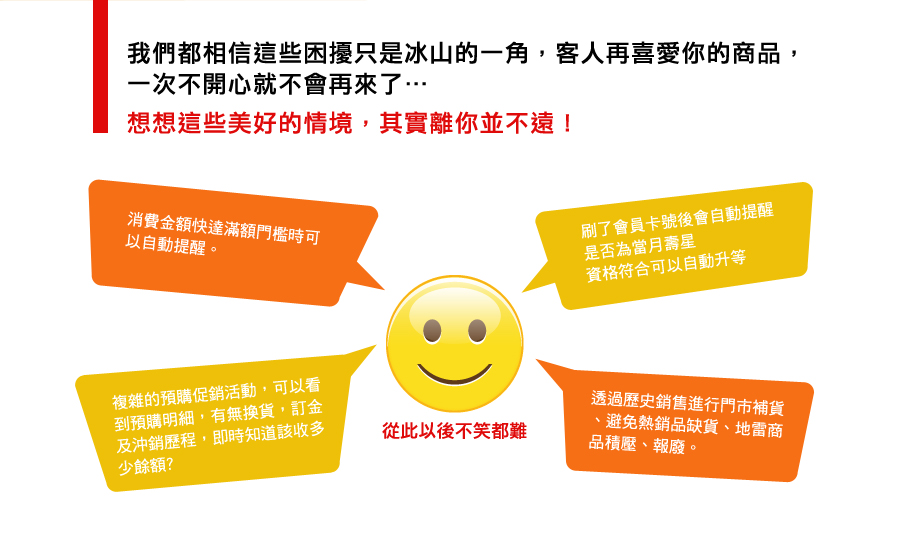 我們都相信這些困擾只是冰山的一角，客人再喜愛你的商品，
一次不開心就不會再來了…
想想這些美好的情境，其實離你並不遠！
消費金額快達滿額門檻時可
以自動提醒。
刷了會員卡號後會自動提醒
是否為當月壽星
資格符合可以自動升等
複雜的預購促銷活動，可以看
到預購明細，有無換貨，訂金
及沖銷歷程，即時知道該收多
少餘額?
從此以後不笑都難
透過歷史銷售進行門市補貨
、避免熱銷品缺貨、地雷商
品積壓、報廢。